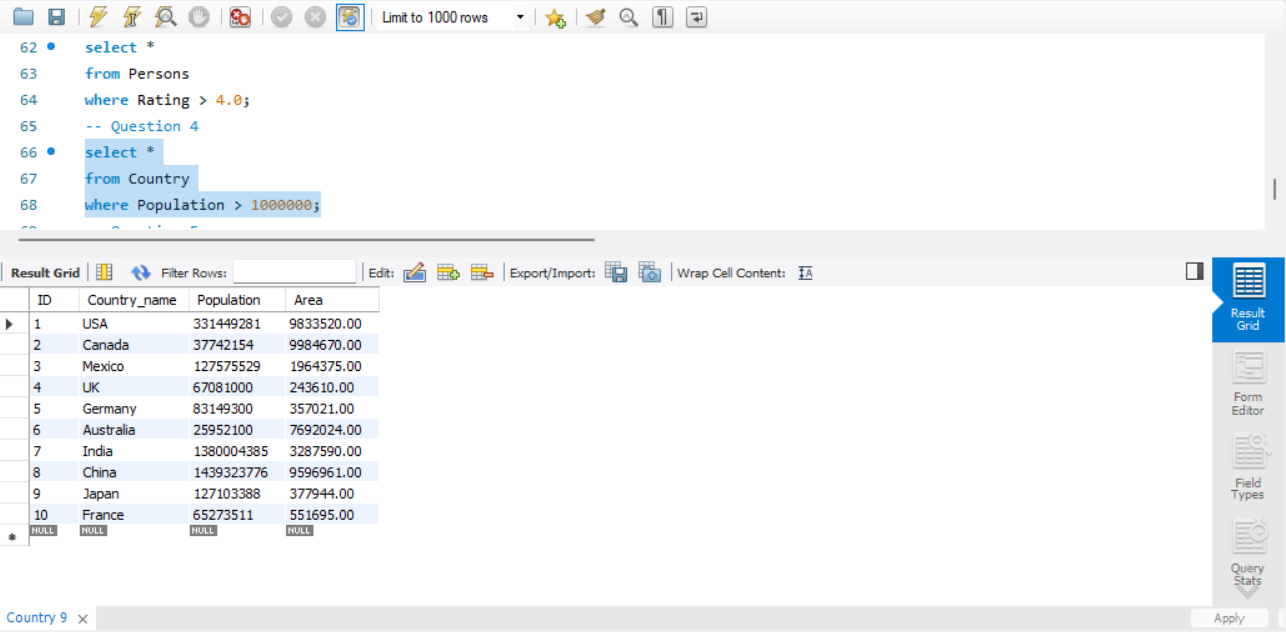 Limit to 1000 rows
62 select *
63 from Persons
64 where Rating > 4.0;
65 -- Question 4
66 select *
67 from Country
68 where Population > 1000000;
Result Grid Filter Rows: Edit: Export/Import: Wrap Cell Content: IA
ID Country_name Population Area
1 USA 331449281 9833520.00
2 Canada 37742154 9984670.00
3 Mexico 127575529 1964375.00
4 UK 67081000 243610.00
5 Germany 83149300 357021.00
6 Australia 25952100 7692024.00
7 India 1380004385 3287590.00
8 China 1439323776 9596961.00
9 Japan 127103388 377944.00
10 France 65273511 551695.00
NULL NULL NULL NULL
Result
Grid
Form
Editor
Field
Types
Query
Stats
Country 9
Apply